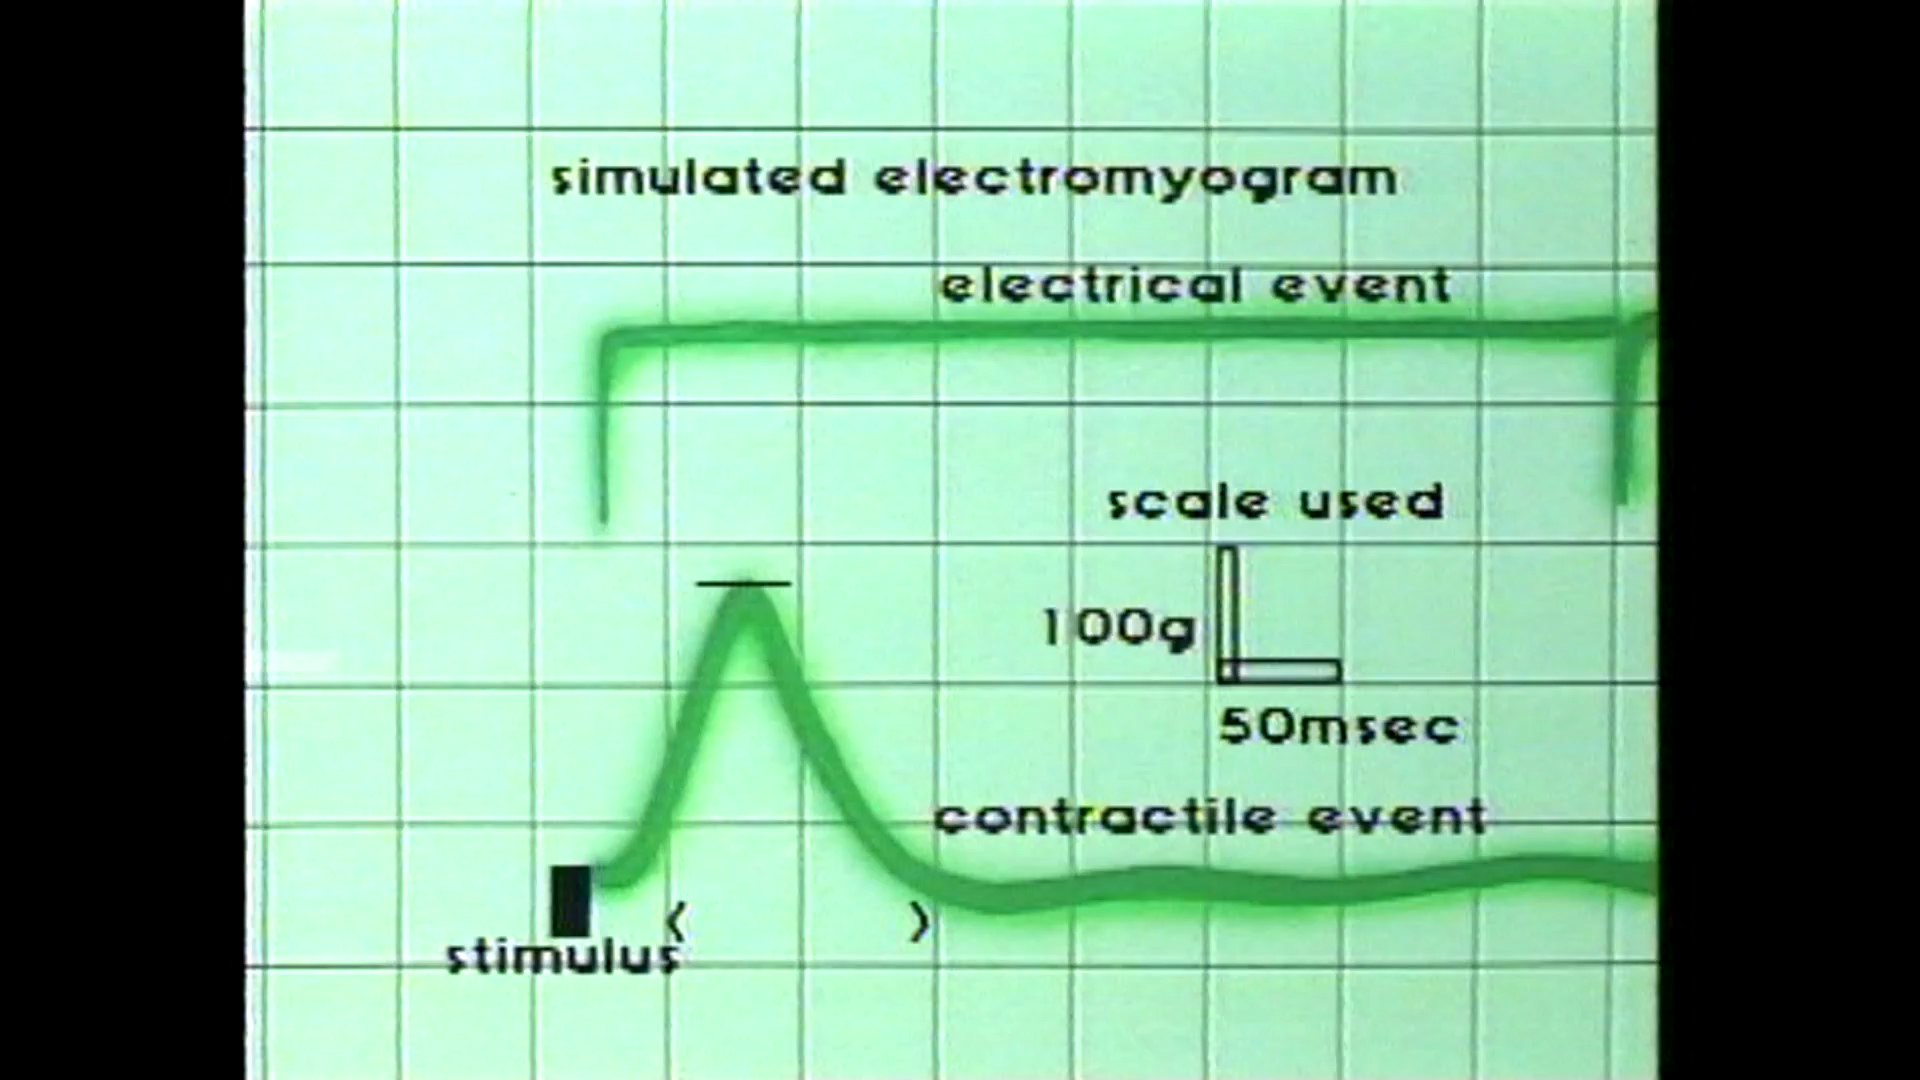 simulated electromyogram
electrical event
scale used
100g
50msec
contractile event
stimulus